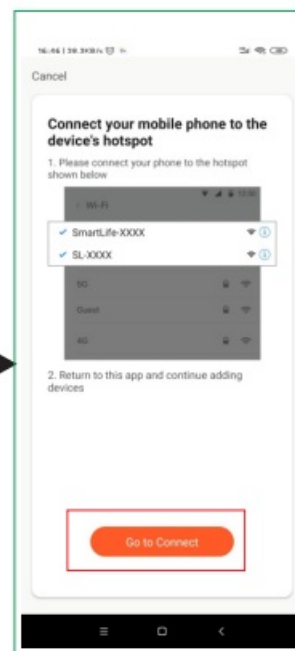 Cancel
Connect your mobile phone to the
device's hotspot
1. Please connect your phone to the hotspot
shown below
Wi-Fi
SmartLife-XXXX
SL-XXXX
5G
Guest
4G
2. Return to this app and continue adding
devices
Go to Connect